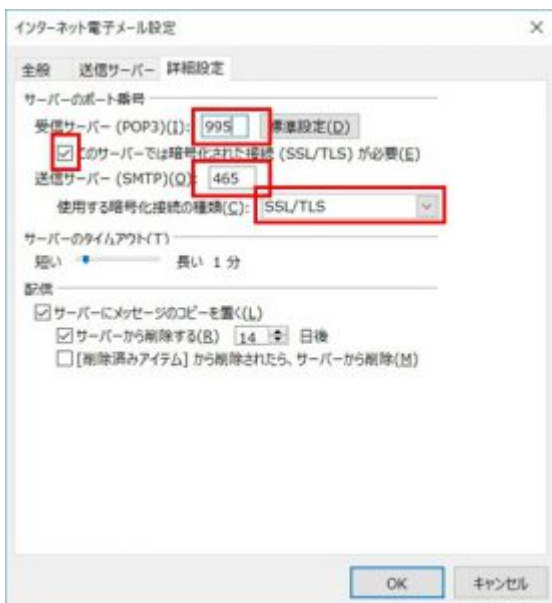 インターネット電子メール設定
全般 送信サーバー 詳細設定
サーバーのポート番号
受信サーバー (POP3)(I): 995 標準設定(D)
このサーバーでは暗号化された接続 (SSL/TLS) が必要(E)
送信サーバー (SMTP)(O): 465
使用する暗号化接続の種類(C): SSL/TLS
サーバーのタイムアウト(T)
短い 長い 1 分
配信
サーバーにメッセージのコピーを置く(L)
サーバーから削除する(R) 14 日後
[削除済みアイテム] から削除されたら、サーバーから削除(M)
OK キャンセル